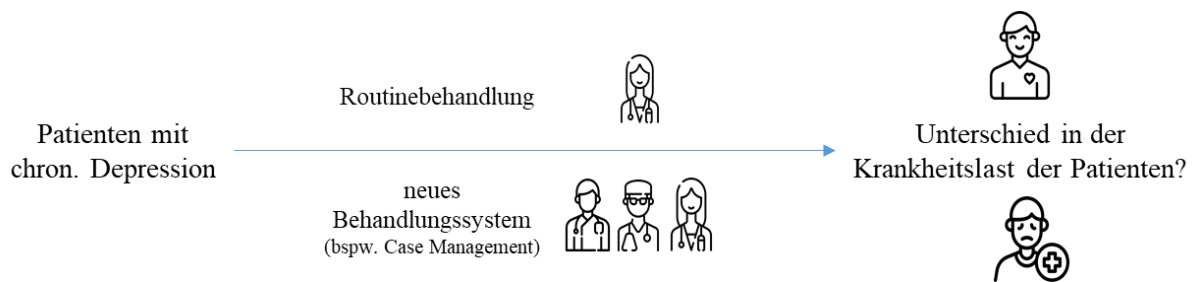 Patienten mit
chron. Depression
Routinebehandlung
neues
Behandlungssystem
(bspw. Case Management)
Unterschied in der
Krankheitslast der Patienten?